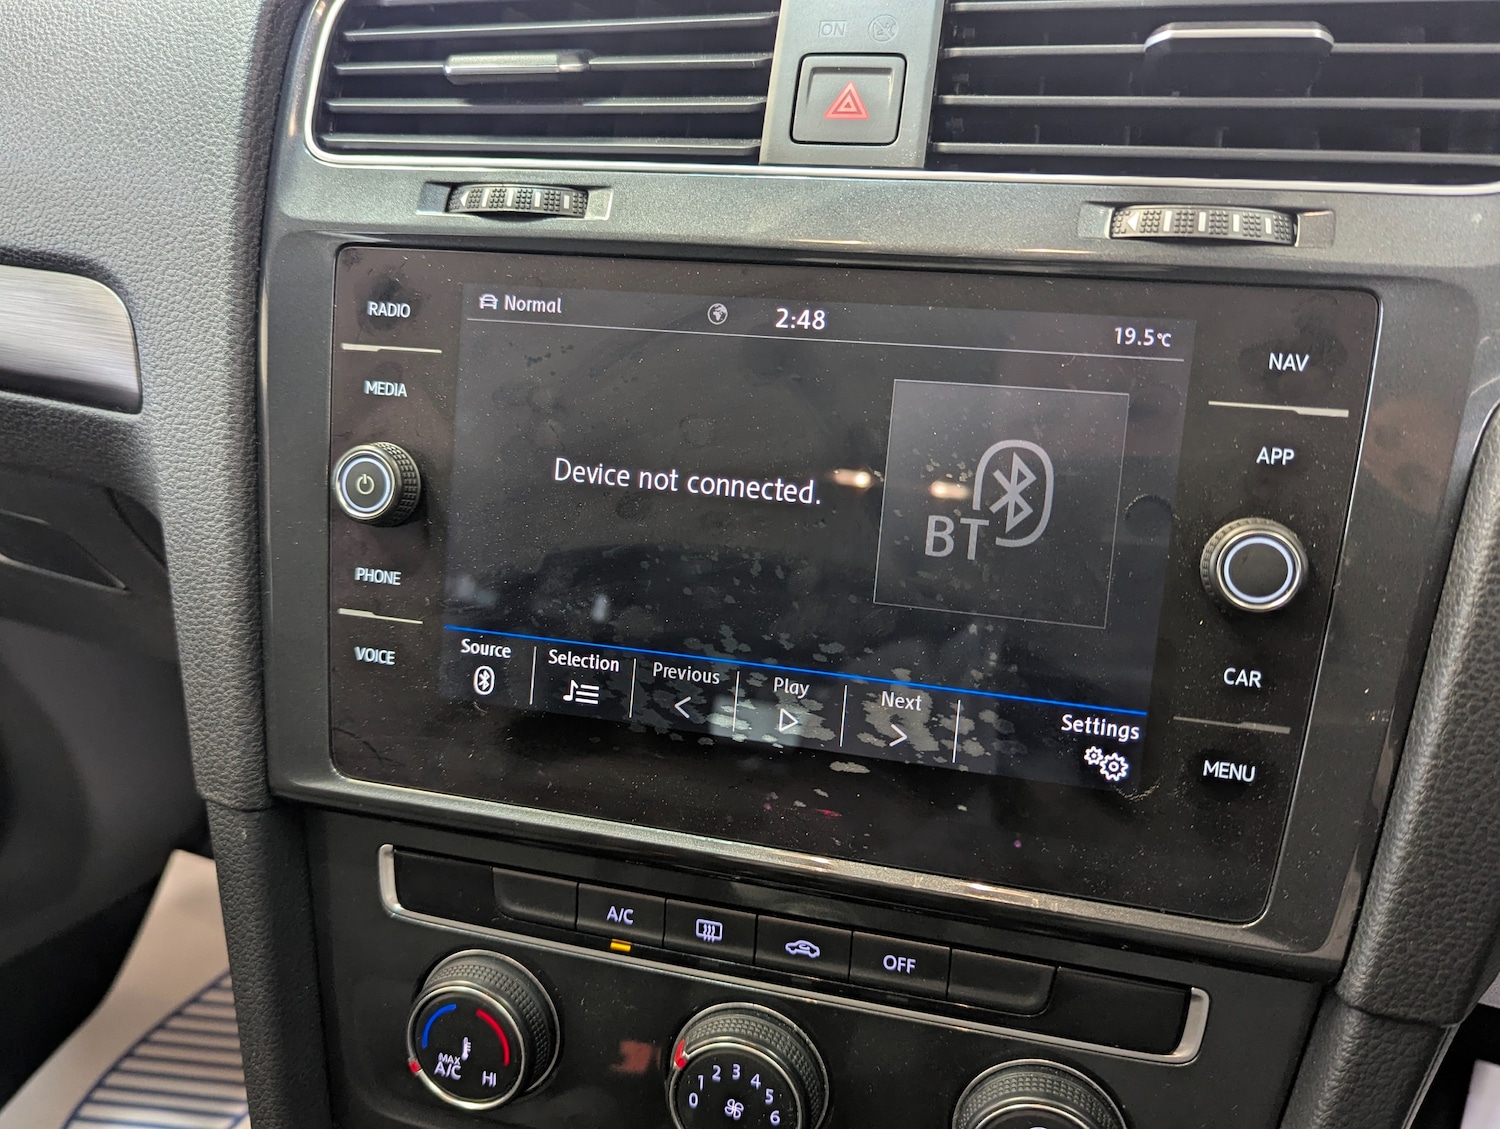 ON
RADIO
MEDIA
PHONE
VOICE
Normal
2:48
19.5°C
Device not connected.
BT
Source
Selection
Previous
Play
Next
Settings
NAV
APP
CAR
MENU
A/C
OFF
MAX
A/C
HI
0 1 2 3 4 5 6